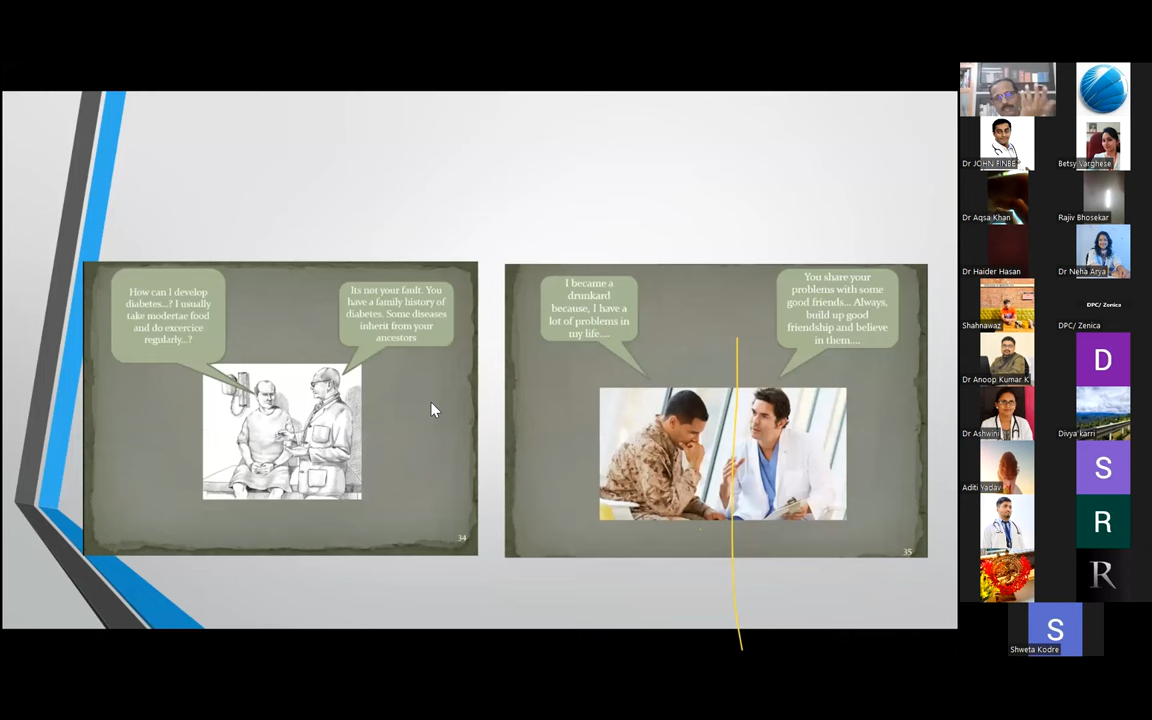 How can I develop
diabetes...? I usually
take modertae food
and do excercice
regularly...?
Its not your fault. You
have a family history of
diabetes. Some diseases
inherit from your
ancestors
34
I became a
drunkard
because, I have a
lot of problems in
my life....
You share your
problems with some
good friends... Always,
build up good
friendship and believe
in them....
35
Dr JOHN FINBE
Betsy Varghese
Dr Aqsa Khan
Rajiv Bhosekar
Dr Haider Hasan
Dr Neha Arya
Shahnawaz
DPC/ Zenica
DPC/ Zenica
Dr Anoop Kumar K
D
Dr Ashwini
Divya karri
Aditi Yadav
S
R
R
S
Shweta Kodre